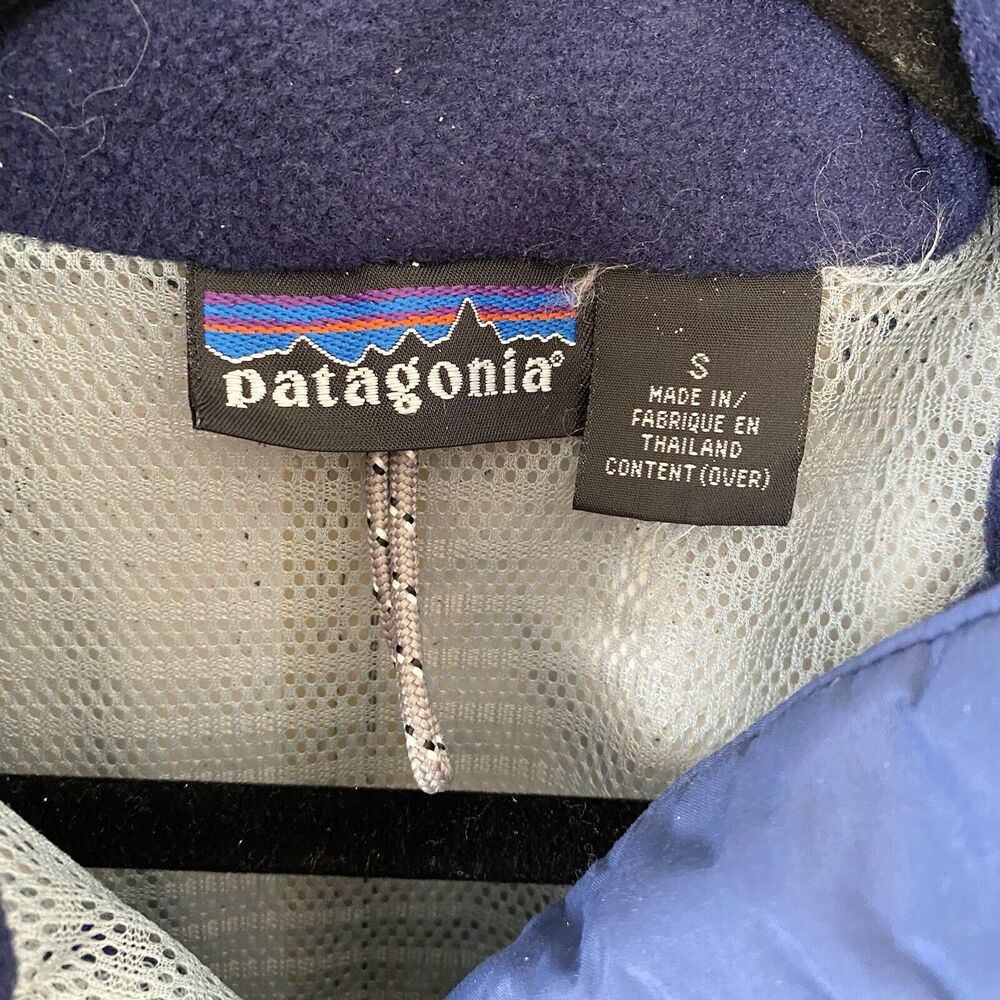 patagonia®
S
MADE IN/
FABRIQUE EN
THAILAND
CONTENT (OVER)